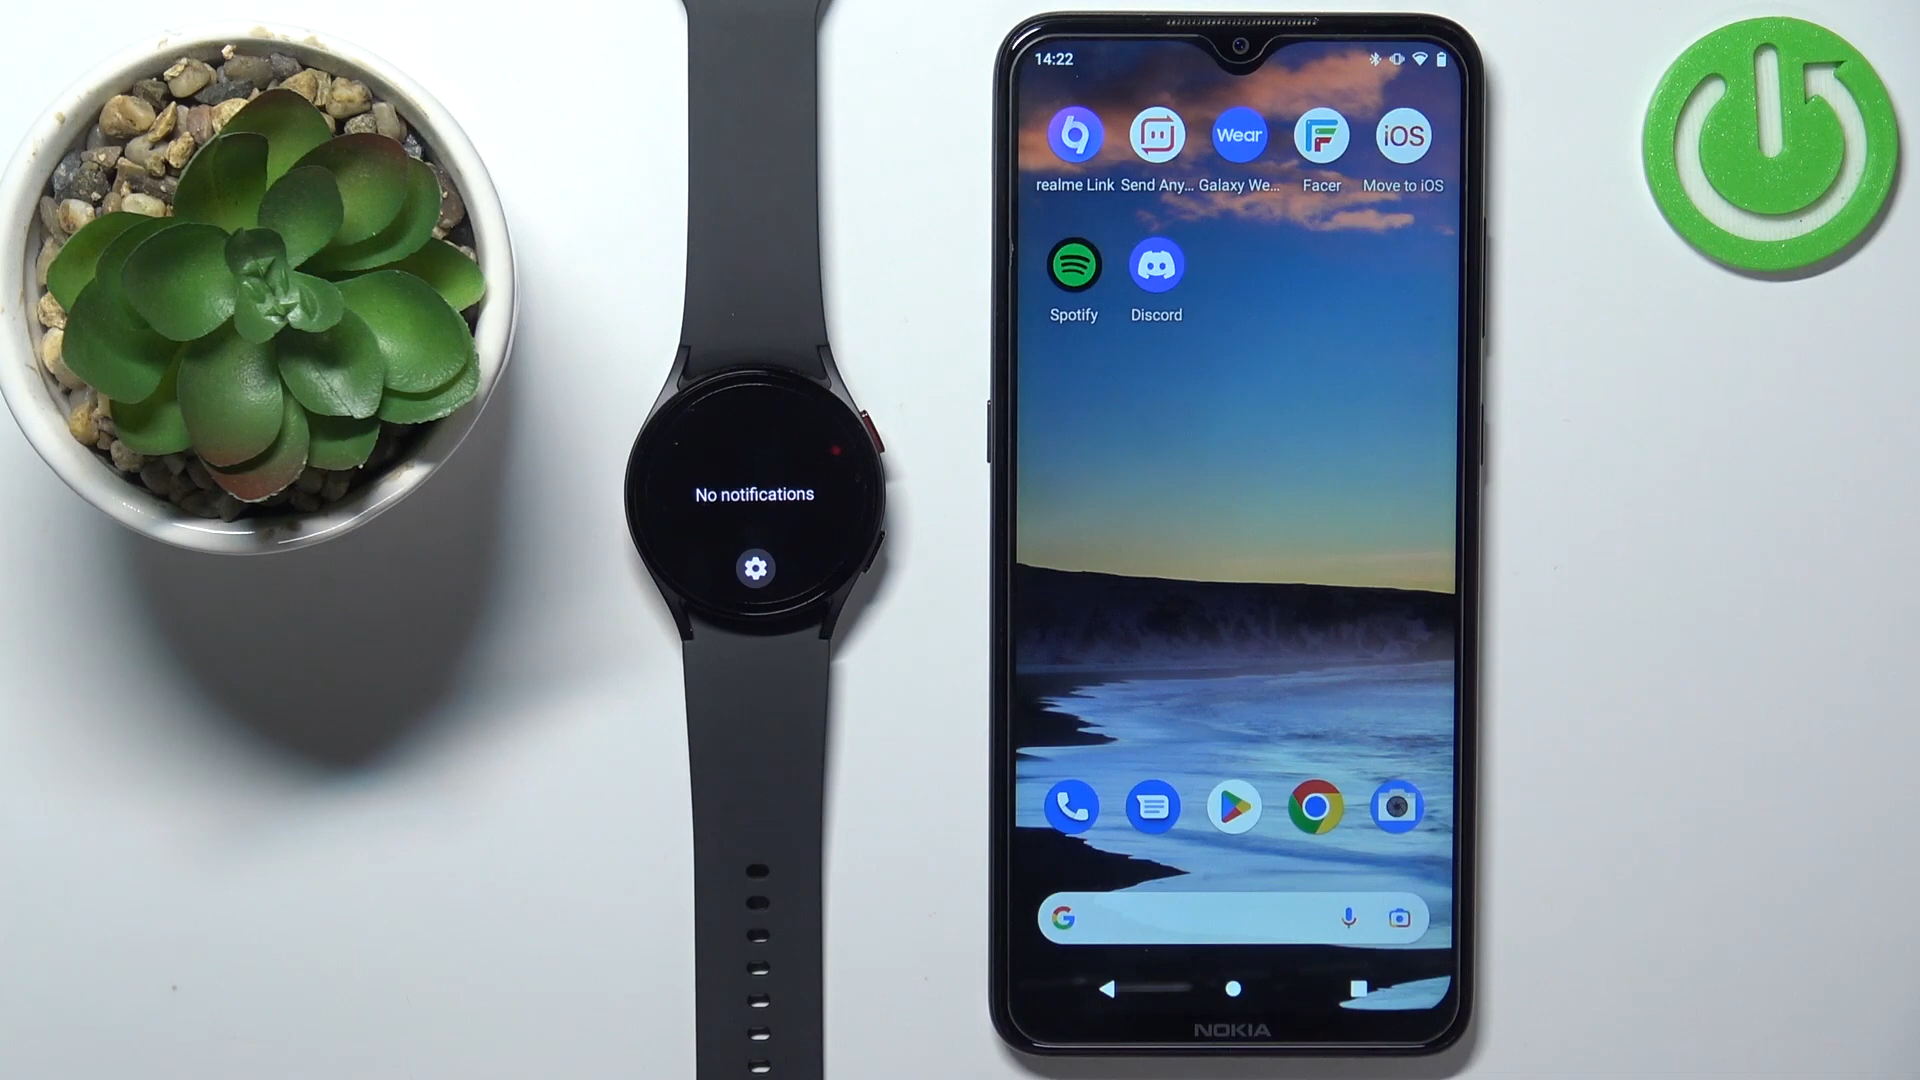 No notifications
14:22
Wear
iOS
realme Link
Send Any...
Galaxy We...
Facer
Move to iOS
Spotify
Discord
NOKIA